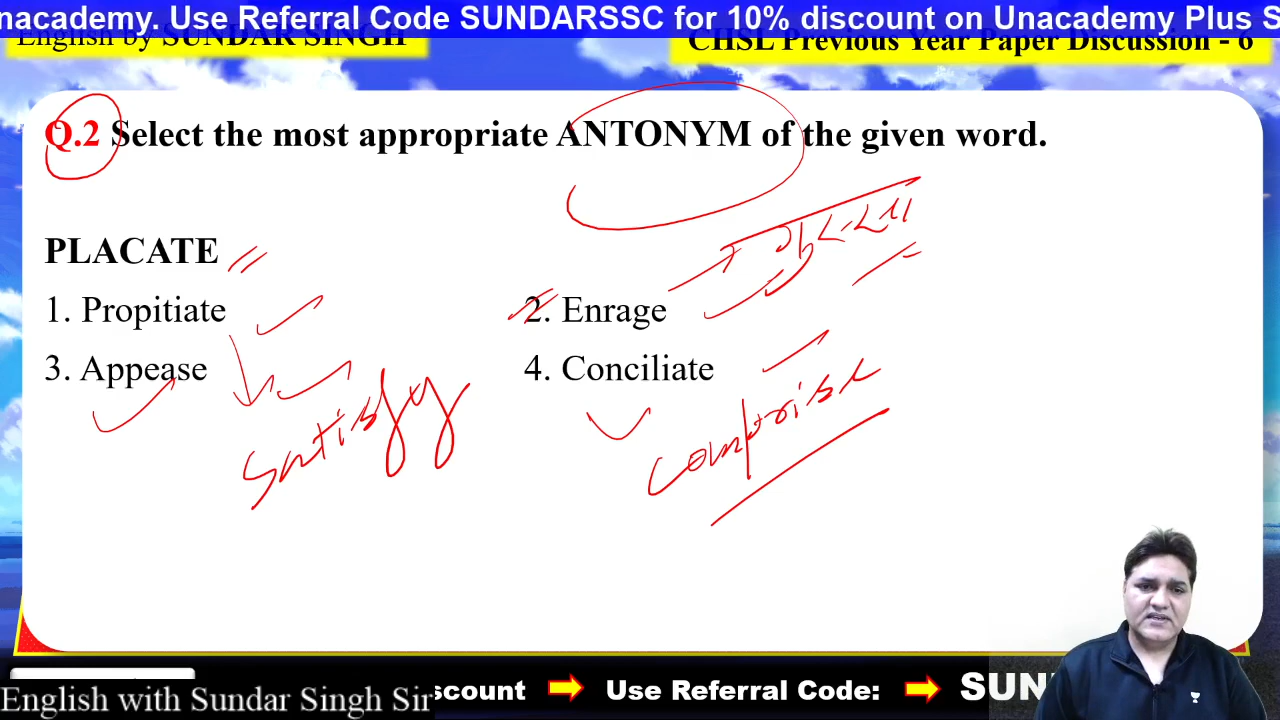 nacademy. Use Referral Code SUNDARSSC for 10% discount on Unacademy Plus S
English by SUNDAR SINGH
CHSL Previous Year Paper Discussion - 6
Q.2 Select the most appropriate ANTONYM of the given word.
PLACATE
1. Propitiate
2. Enrage
3. Appease
4. Conciliate
satisfy
comprise
English with Sundar Singh Sir
scount
Use Referral Code:
SUN